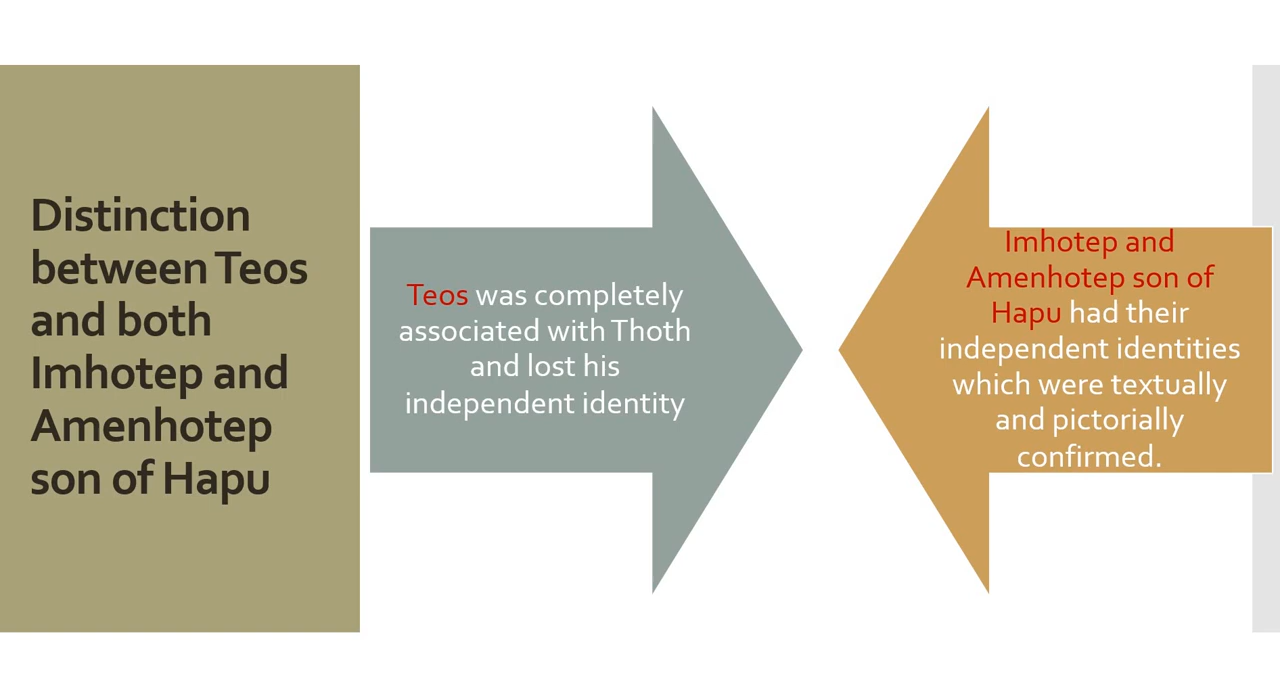 Distinction
between Teos
and both
Imhotep and
Amenhotep
son of Hapu
Teos was completely
associated with Thoth
and lost his
independent identity
Imhotep and
Amenhotep son of
Hapu had their
independent identities
which were textually
and pictorially
confirmed.